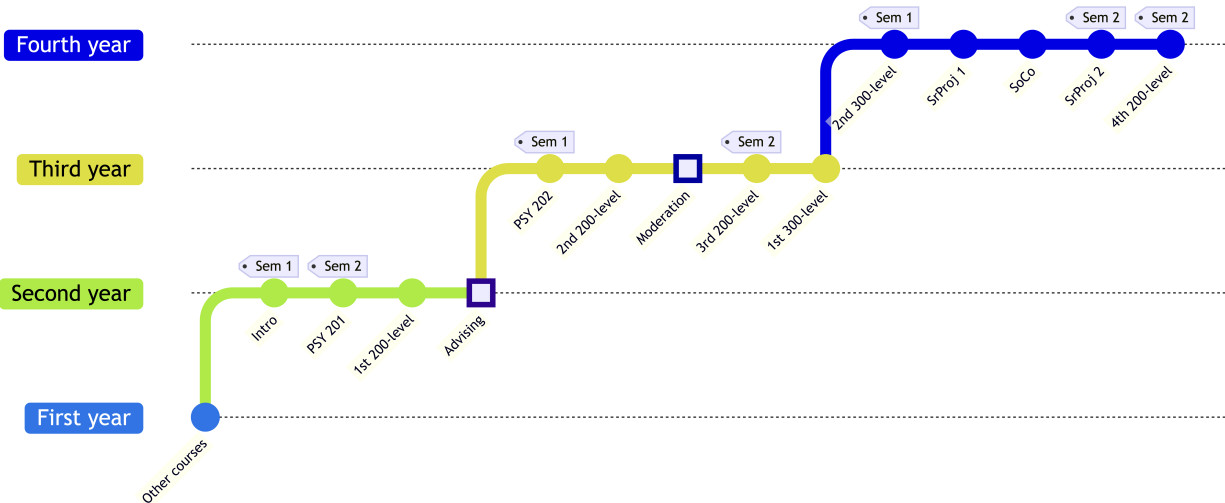 Sem 1
Sem 2
Sem 2
Fourth year
2nd 300-level
SrProj 1
SoCo
SrProj 2
4th 200-level
Sem 1
Sem 2
Third year
PSY 202
2nd 200-level
Moderation
3rd 200-level
1st 300-level
Sem 1
Sem 2
Second year
Intro
PSY 201
1st 200-level
Advising
First year
Other courses